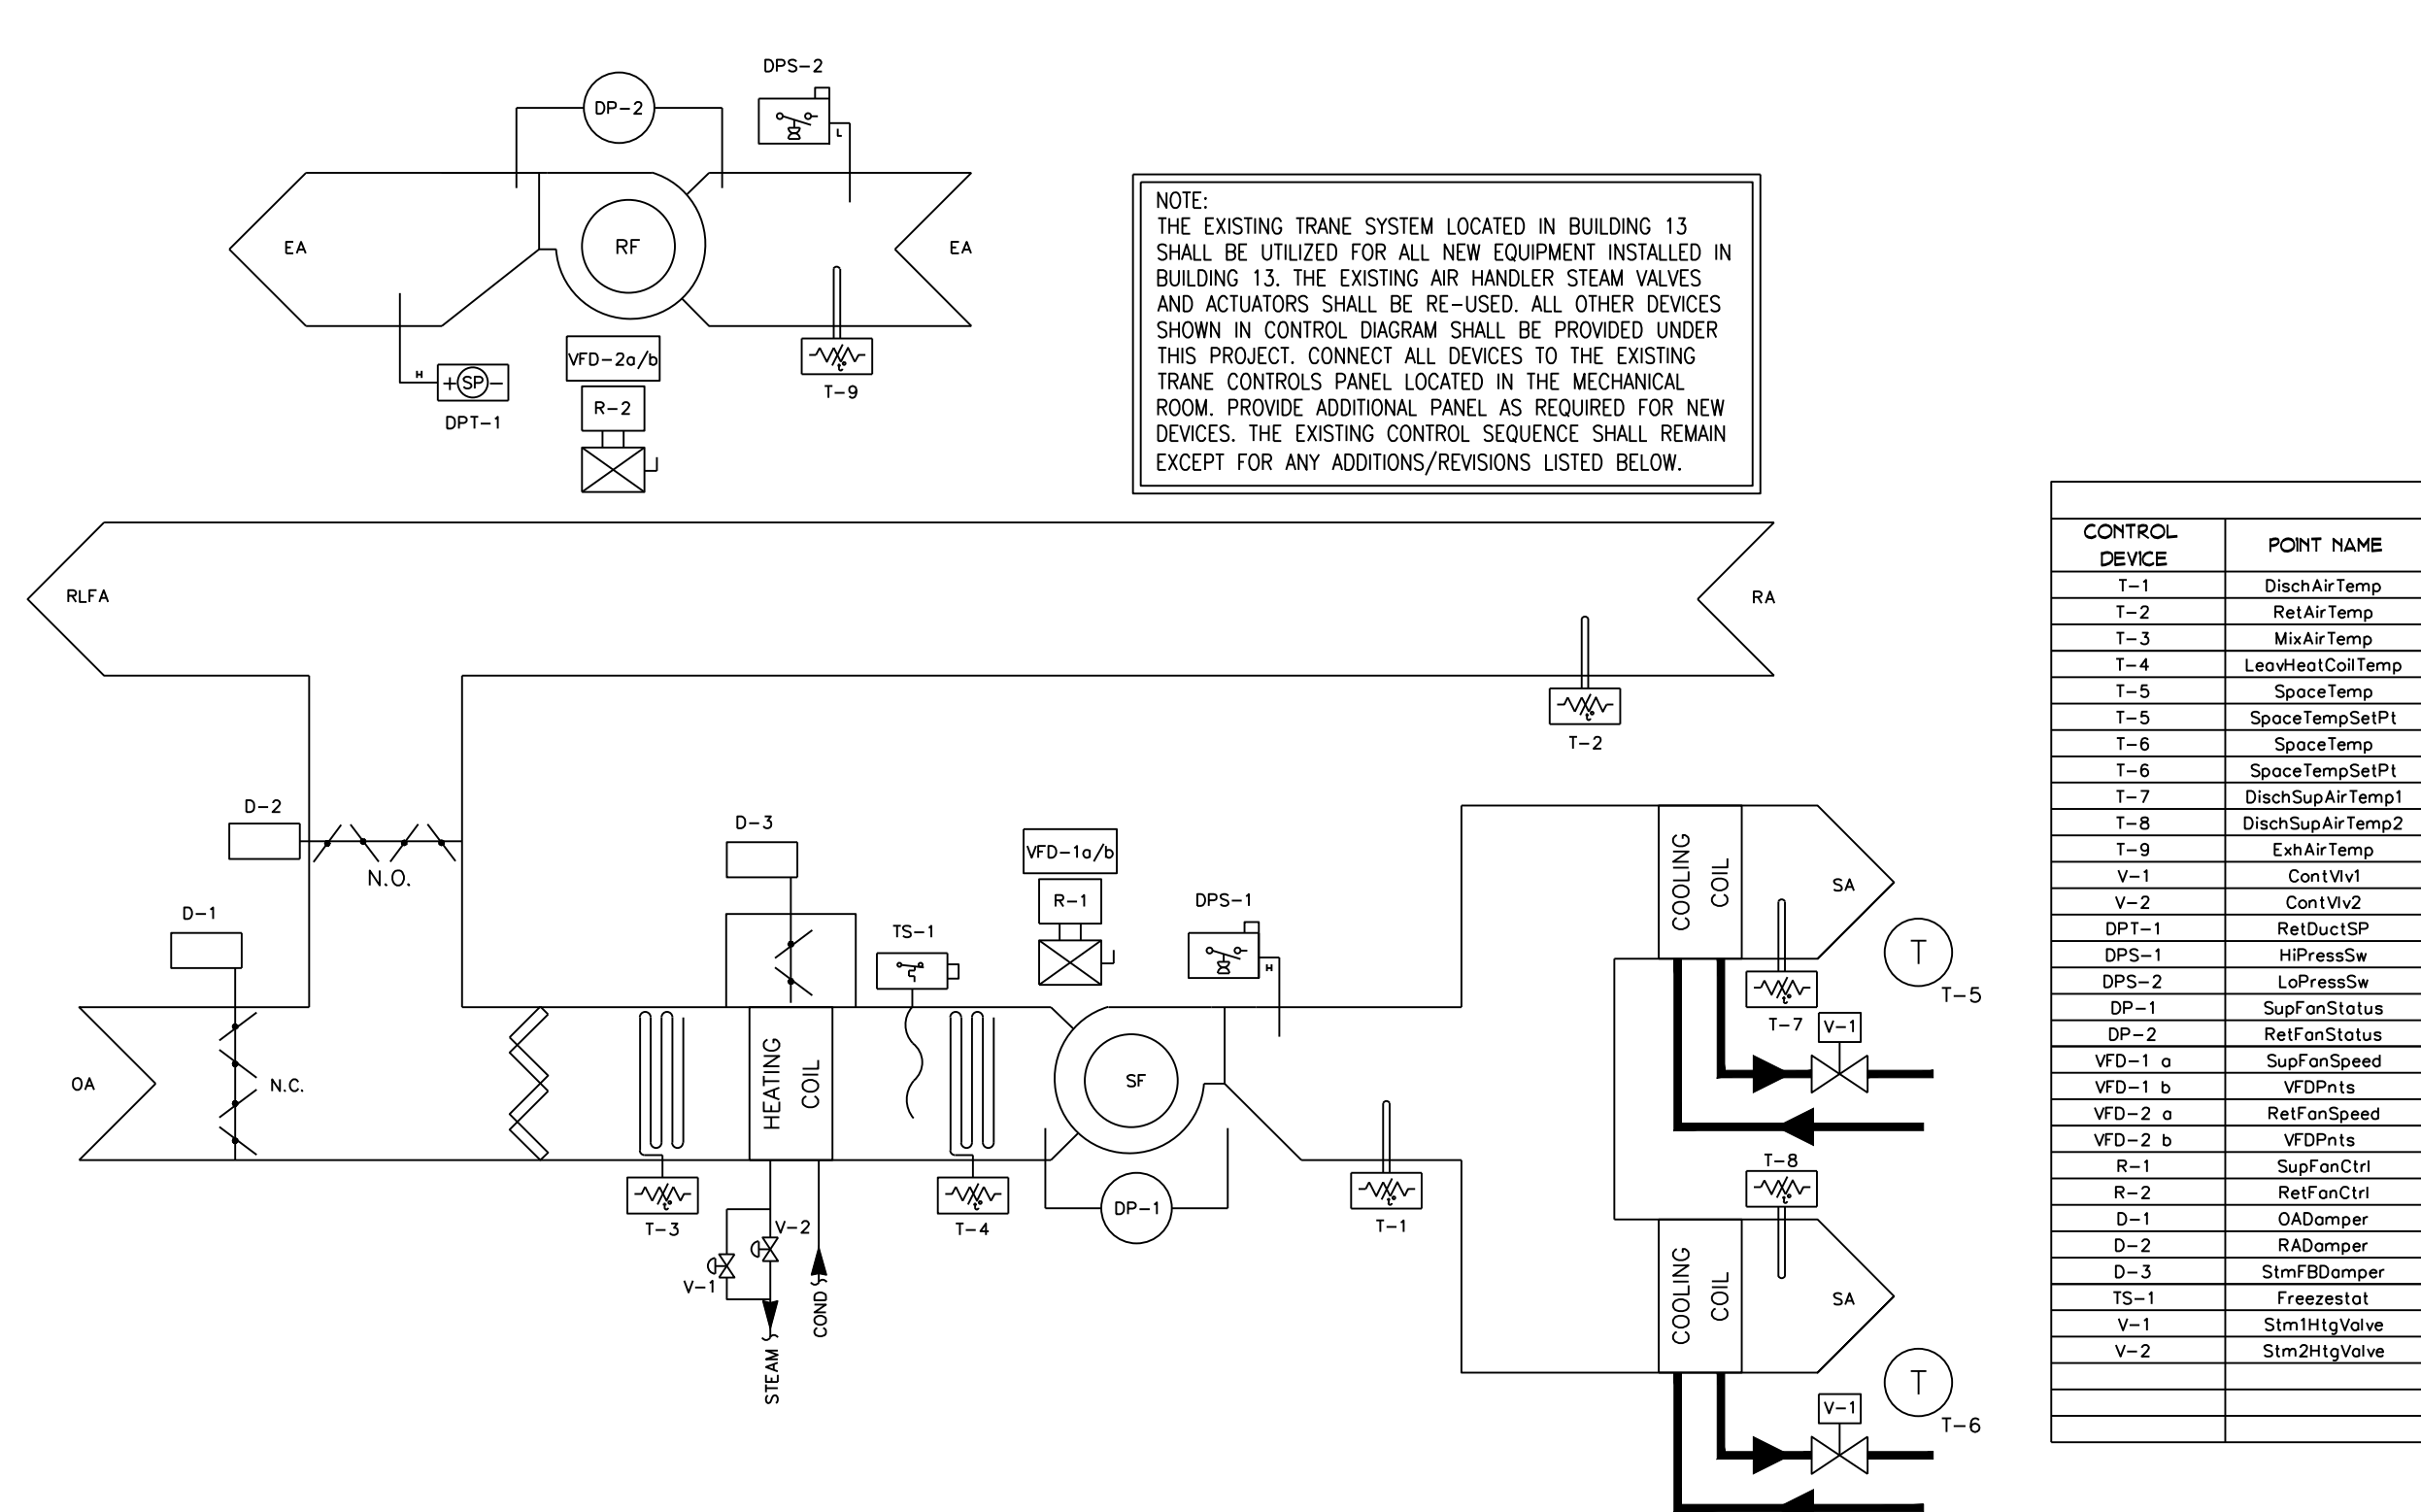 DPS-2
DP-2
L
EA
RF
EA
H
+SP-
DPT-1
VFD-2a/b
R-2
t°
T-9
NOTE:
THE EXISTING TRANE SYSTEM LOCATED IN BUILDING 13
SHALL BE UTILIZED FOR ALL NEW EQUIPMENT INSTALLED IN
BUILDING 13. THE EXISTING AIR HANDLER STEAM VALVES
AND ACTUATORS SHALL BE RE-USED. ALL OTHER DEVICES
SHOWN IN CONTROL DIAGRAM SHALL BE PROVIDED UNDER
THIS PROJECT. CONNECT ALL DEVICES TO THE EXISTING
TRANE CONTROLS PANEL LOCATED IN THE MECHANICAL
ROOM. PROVIDE ADDITIONAL PANEL AS REQUIRED FOR NEW
DEVICES. THE EXISTING CONTROL SEQUENCE SHALL REMAIN
EXCEPT FOR ANY ADDITIONS/REVISIONS LISTED BELOW.
RLFA
RA
t°
T-2
D-2
N.O.
D-1
OA
N.C.
D-3
HEATING
COIL
TS-1
VFD-1a/b
R-1
DPS-1
H
SF
DP-1
t°
T-3
t°
T-4
t°
T-1
V-2
V-1
STEAM
COND
COOLING
COIL
SA
T
T-5
t°
T-7
V-1
T-8
t°
COOLING
COIL
SA
T
T-6
V-1
CONTROL
DEVICE
POINT NAME
T-1 DischAirTemp
T-2 RetAirTemp
T-3 MixAirTemp
T-4 LeavHeatCoilTemp
T-5 SpaceTemp
T-5 SpaceTempSetPt
T-6 SpaceTemp
T-6 SpaceTempSetPt
T-7 DischSupAirTemp1
T-8 DischSupAirTemp2
T-9 ExhAirTemp
V-1 ContVlv1
V-2 ContVlv2
DPT-1 RetDuctSP
DPS-1 HiPressSw
DPS-2 LoPressSw
DP-1 SupFanStatus
DP-2 RetFanStatus
VFD-1 a SupFanSpeed
VFD-1 b VFDPnts
VFD-2 a RetFanSpeed
VFD-2 b VFDPnts
R-1 SupFanCtrl
R-2 RetFanCtrl
D-1 OADamper
D-2 RADamper
D-3 StmFBDamper
TS-1 Freezestat
V-1 Stm1HtgValve
V-2 Stm2HtgValve